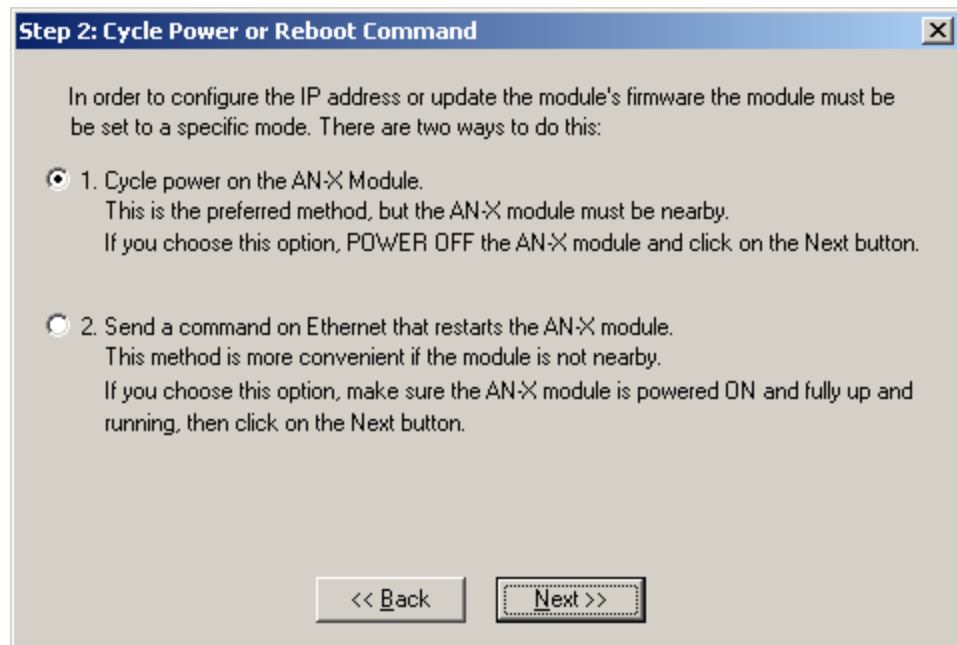 Step 2: Cycle Power or Reboot Command
In order to configure the IP address or update the module's firmware the module must be
be set to a specific mode. There are two ways to do this:
1. Cycle power on the AN-X Module.
This is the preferred method, but the AN-X module must be nearby.
If you choose this option, POWER OFF the AN-X module and click on the Next button.
2. Send a command on Ethernet that restarts the AN-X module.
This method is more convenient if the module is not nearby.
If you choose this option, make sure the AN-X module is powered ON and fully up and
running, then click on the Next button.
<< Back
Next >>